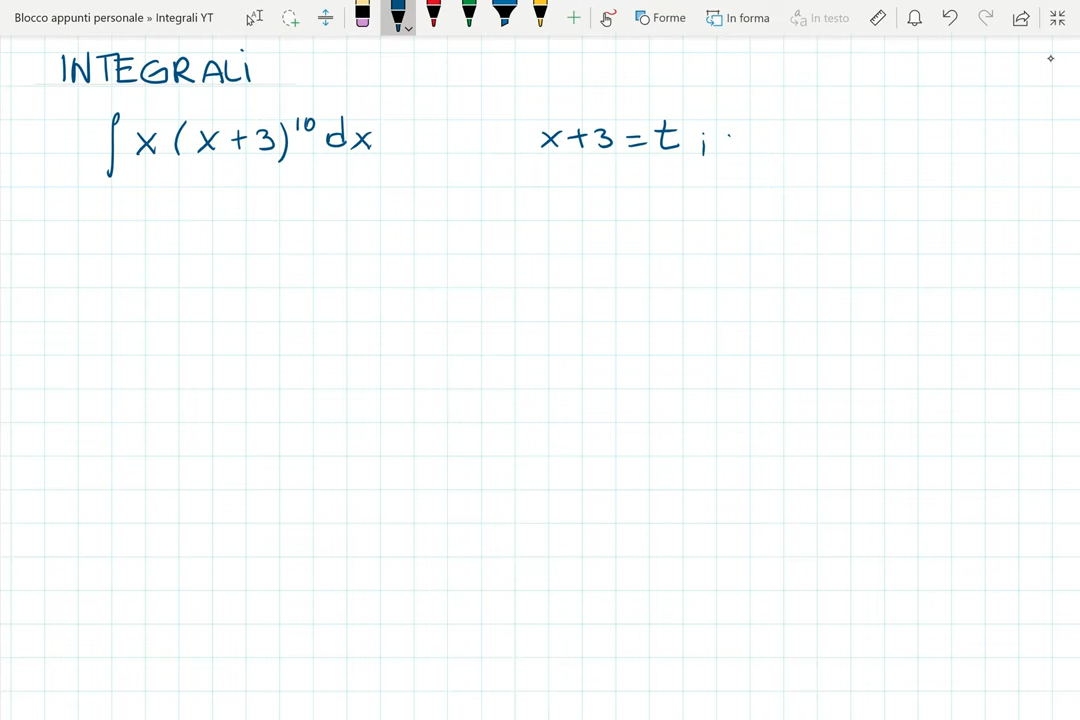 Blocco appunti personale » Integrali YT Forme In forma In testo
INTEGRALi
∫ x (x+3)¹⁰ dx x+3 = t ;